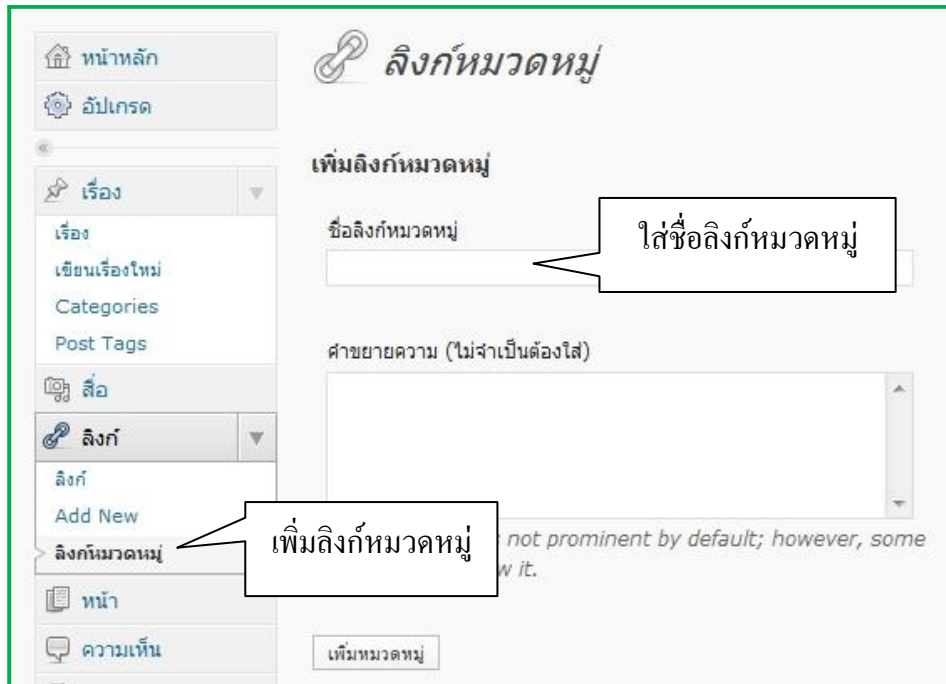 หน้าหลัก
อัปเกรด
เรื่อง
เรื่อง
เขียนเรื่องใหม่
Categories
Post Tags
สื่อ
ลิงก์
ลิงก์
Add New
ลิงก์หมวดหมู่
หน้า
ความเห็น
ลิงก์หมวดหมู่
เพิ่มลิงก์หมวดหมู่
ชื่อลิงก์หมวดหมู่
ใส่ชื่อลิงก์หมวดหมู่
คำขยายความ (ไม่จำเป็นต้องใส่)
เพิ่มลิงก์หมวดหมู่
not prominent by default; however, some
it.
เพิ่มหมวดหมู่